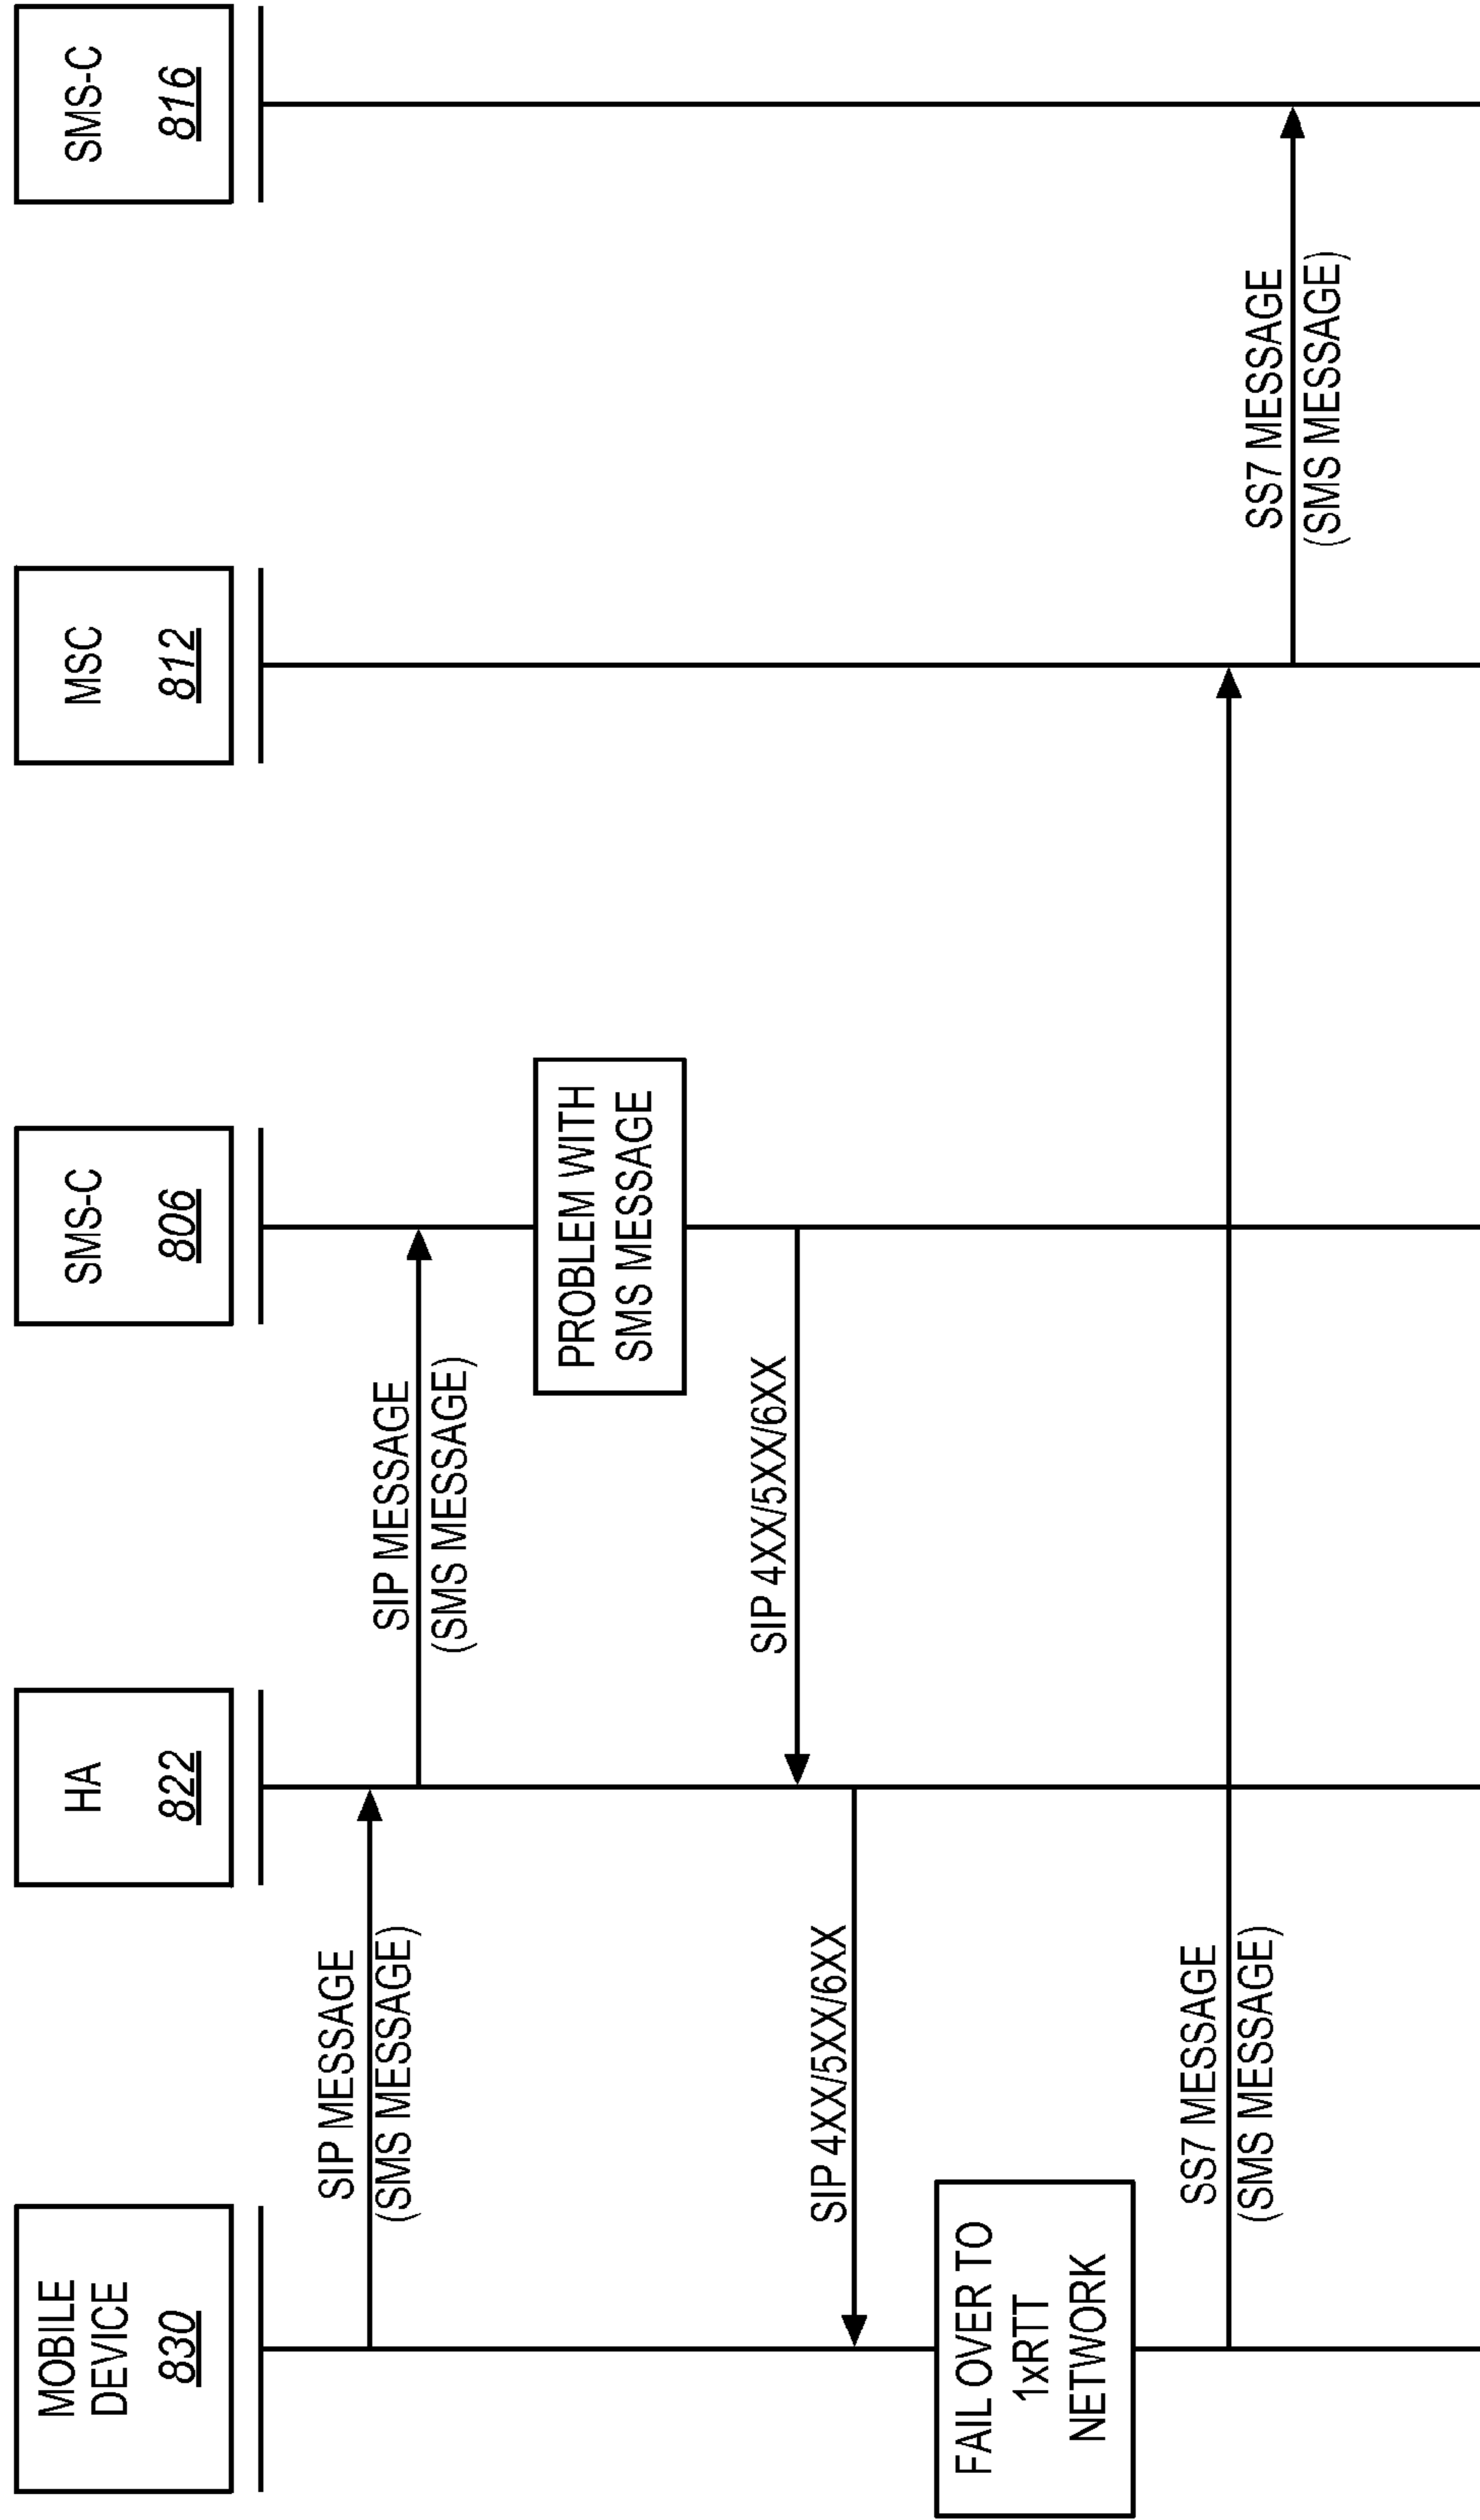 MOBILE
DEVICE
830
HA
822
SMS-C
806
MSC
812
SMS-C
816
SIP MESSAGE
(SMS MESSAGE)
SIP MESSAGE
(SMS MESSAGE)
PROBLEM WITH
SMS MESSAGE
SIP 4XX/5XX/6XX
SIP 4XX/5XX/6XX
FAIL OVER TO
1xRTT
NETWORK
SS7 MESSAGE
(SMS MESSAGE)
SS7 MESSAGE
(SMS MESSAGE)